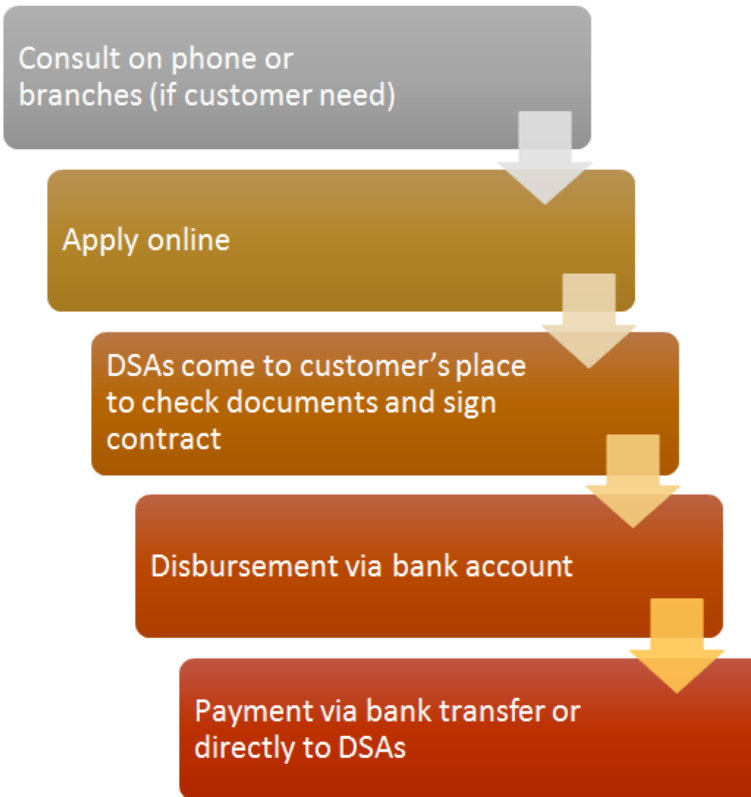 Consult on phone or
branches (if customer need)
Apply online
DSAs come to customer’s place
to check documents and sign
contract
Disbursement via bank account
Payment via bank transfer or
directly to DSAs